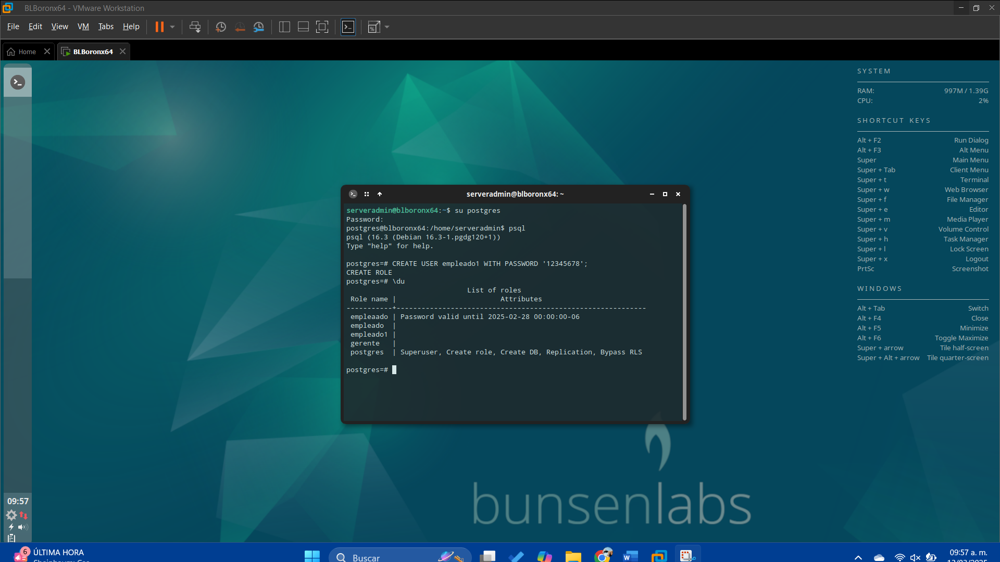 BLBoronx64 - VMware Workstation
File Edit View VM Tabs Help
Home
BLBoronx64
SYSTEM
RAM: 997M / 1.39G
CPU: 2%
SHORTCUT KEYS
Alt + F2 Run Dialog
Alt + F3 Alt Menu
Super Main Menu
Super + Tab Client Menu
Super + t Terminal
Super + w Web Browser
Super + f File Manager
Super + e Editor
Super + m Media Player
Super + v Volume Control
Super + h Task Manager
Super + l Lock Screen
Super + x Logout
PrtSc Screenshot
WINDOWS
Alt + Tab Switch
Alt + F4 Close
Alt + F5 Minimize
Alt + F6 Toggle Maximize
Super + arrow Tile half-screen
Super + Alt + arrow Tile quarter-screen
serveradmin@blboronx64: ~
serveradmin@blboronx64:~$ su postgres
Password:
postgres@blboronx64:/home/serveradmin$ psql
psql (16.3 (Debian 16.3-1.pgdg120+1))
Type "help" for help.
postgres=# CREATE USER empleado1 WITH PASSWORD '12345678';
CREATE ROLE
postgres=# \du
List of roles
Role name | Attributes
-----------+------------------------------------------------------------
empleaado | Password valid until 2025-02-28 00:00:00-06
empleado |
empleado1 |
gerente |
postgres | Superuser, Create role, Create DB, Replication, Bypass RLS
postgres=#
bunsenlabs
09:57
6
ÚLTIMA HORA
Buscar
09:57 a. m.